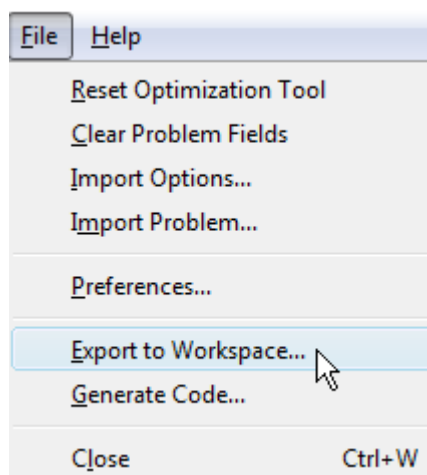 File Help
Reset Optimization Tool
Clear Problem Fields
Import Options...
Import Problem...
Preferences...
Export to Workspace...
Generate Code...
Close Ctrl+W